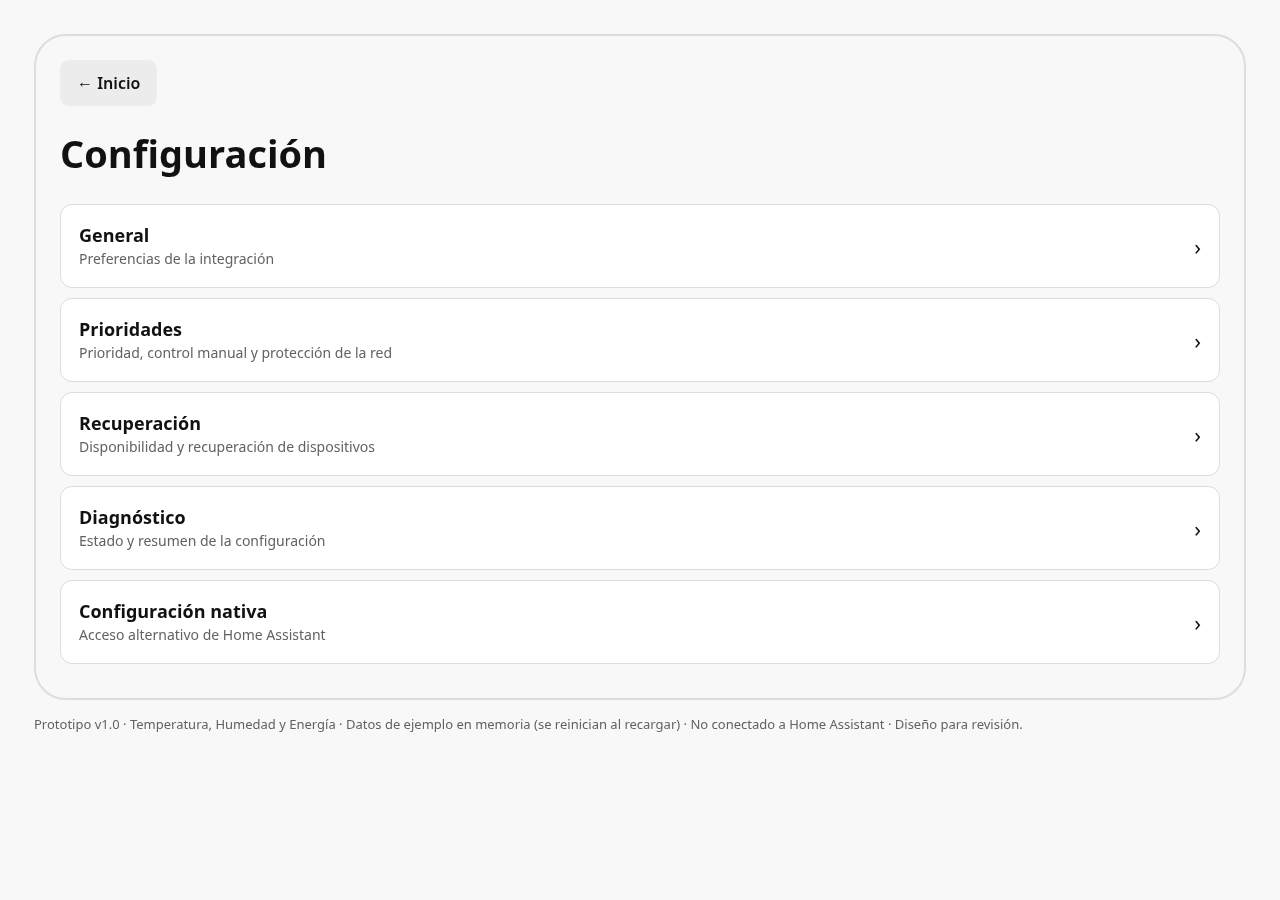 ← Inicio
Configuración
General
Preferencias de la integración
›
Prioridades
Prioridad, control manual y protección de la red
›
Recuperación
Disponibilidad y recuperación de dispositivos
›
Diagnóstico
Estado y resumen de la configuración
›
Configuración nativa
Acceso alternativo de Home Assistant
›
Prototipo v1.0 · Temperatura, Humedad y Energía · Datos de ejemplo en memoria (se reinician al recargar) · No conectado a Home Assistant · Diseño para revisión.